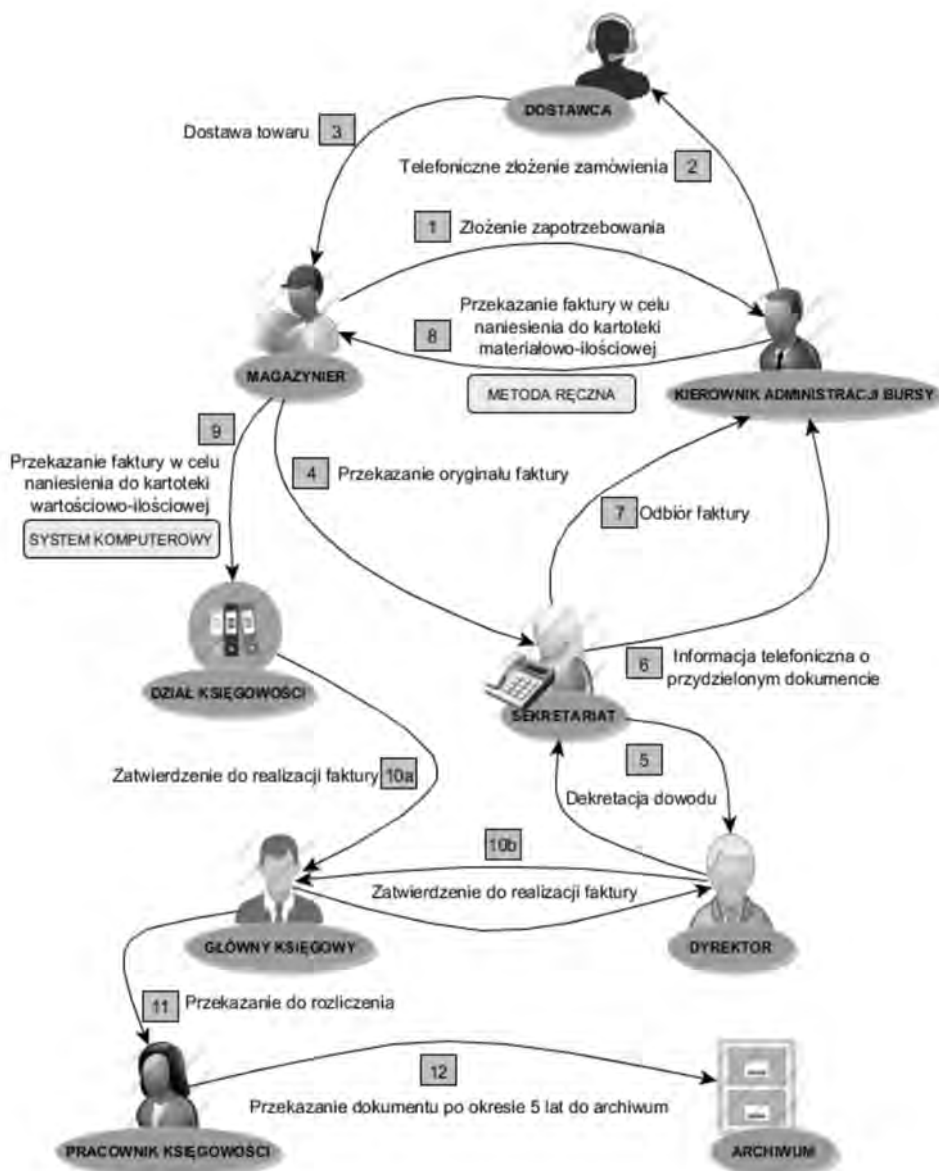 DOSTAWCA
Dostawa towaru 3
Telefoniczne złożenie zamówienia 2
1 Złożenie zapotrzebowania
Przekazanie faktury w celu
8 naniesienia do kartoteki
materiałowo-ilościowej
METODA RĘCZNA
MAGAZYNIER
KIEROWNIK ADMINISTRACJI BURSY
9
Przekazanie faktury w celu
naniesienia do kartoteki
wartościowo-ilościowej
SYSTEM KOMPUTEROWY
4 Przekazanie oryginału faktury
7 Odbiór faktury
DZIAŁ KSIĘGOWOŚCI
6 Informacja telefoniczna o
przydzielonym dokumencie
SEKRETARIAT
5
Dekretacja dowodu
Zatwierdzenie do realizacji faktury 10a
10b
Zatwierdzenie do realizacji faktury
GŁÓWNY KSIĘGOWY
DYREKTOR
11 Przekazanie do rozliczenia
12
Przekazanie dokumentu po okresie 5 lat do archiwum
PRACOWNIK KSIĘGOWOŚCI
ARCHIWUM